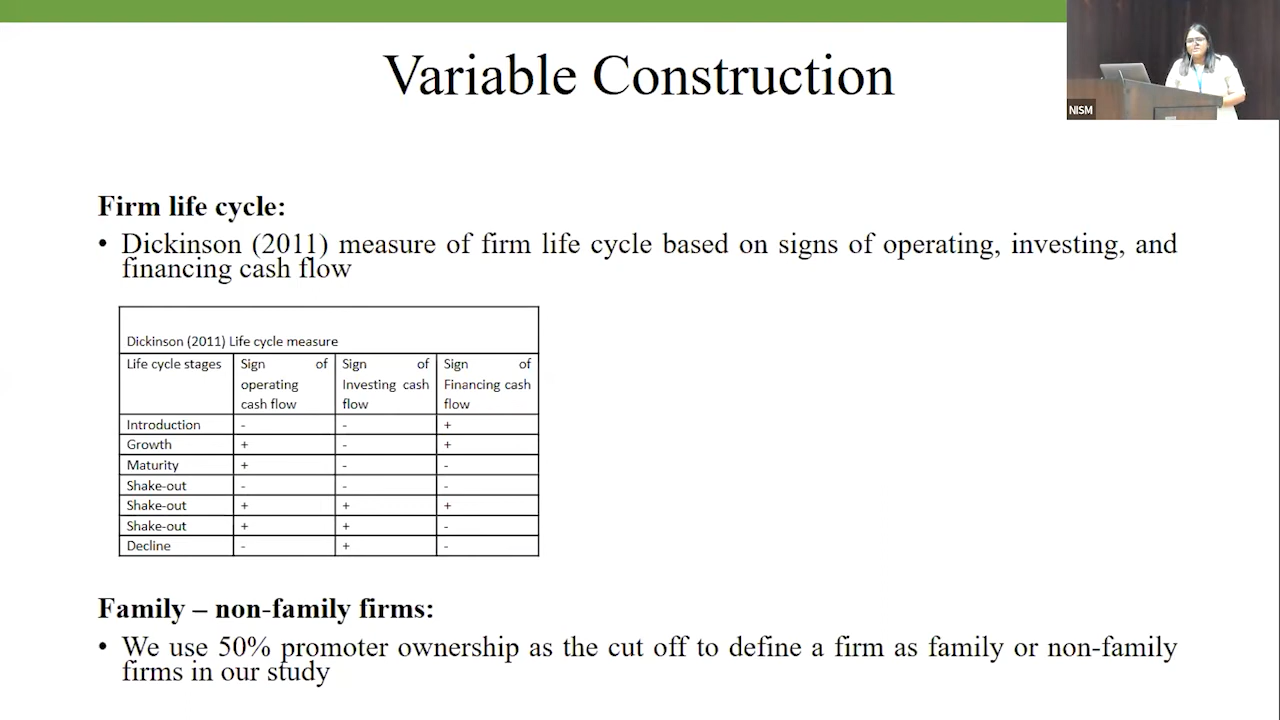 Variable Construction
NISM
Firm life cycle:
• Dickinson (2011) measure of firm life cycle based on signs of operating, investing, and
financing cash flow
Dickinson (2011) Life cycle measure
Life cycle stages Sign of operating cash flow Sign of Investing cash flow Sign of Financing cash flow
Introduction - - +
Growth + - +
Maturity + - -
Shake-out - - -
Shake-out + + +
Shake-out + + -
Decline - + -
Family – non-family firms:
• We use 50% promoter ownership as the cut off to define a firm as family or non-family
firms in our study